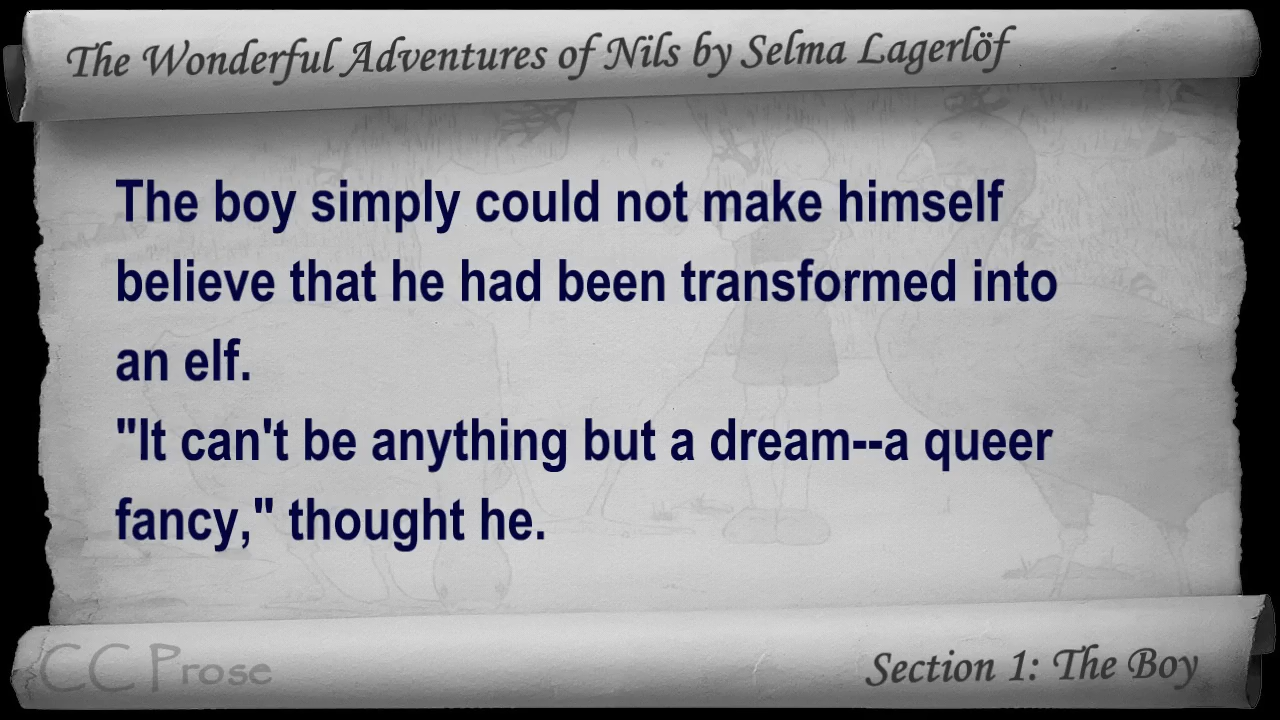 The Wonderful Adventures of Nils by Selma Lagerlöf
The boy simply could not make himself
believe that he had been transformed into
an elf.
"It can't be anything but a dream--a queer
fancy," thought he.
CC Prose
Section 1: The Boy